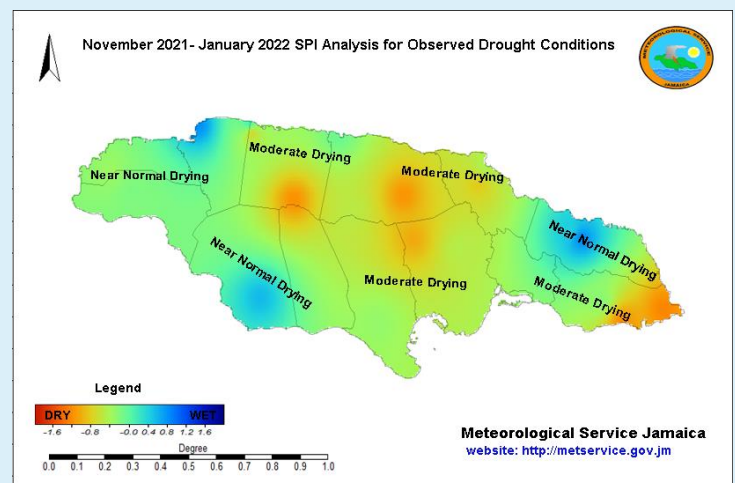 November 2021- January 2022 SPI Analysis for Observed Drought Conditions
METEOROLOGICAL SERVICE
JAMAICA
Moderate Drying
Near Normal Drying
Moderate Drying
Near Normal Drying
Near Normal Drying
Moderate Drying
Moderate Drying
Legend
DRY WET
-1.6 -0.8 -0.0 0.4 0.8 1.2 1.6
Degree
0.0 0.1 0.2 0.3 0.4 0.5 0.6 0.7 0.8 0.9 1.0
Meteorological Service Jamaica
website: http://metservice.gov.jm